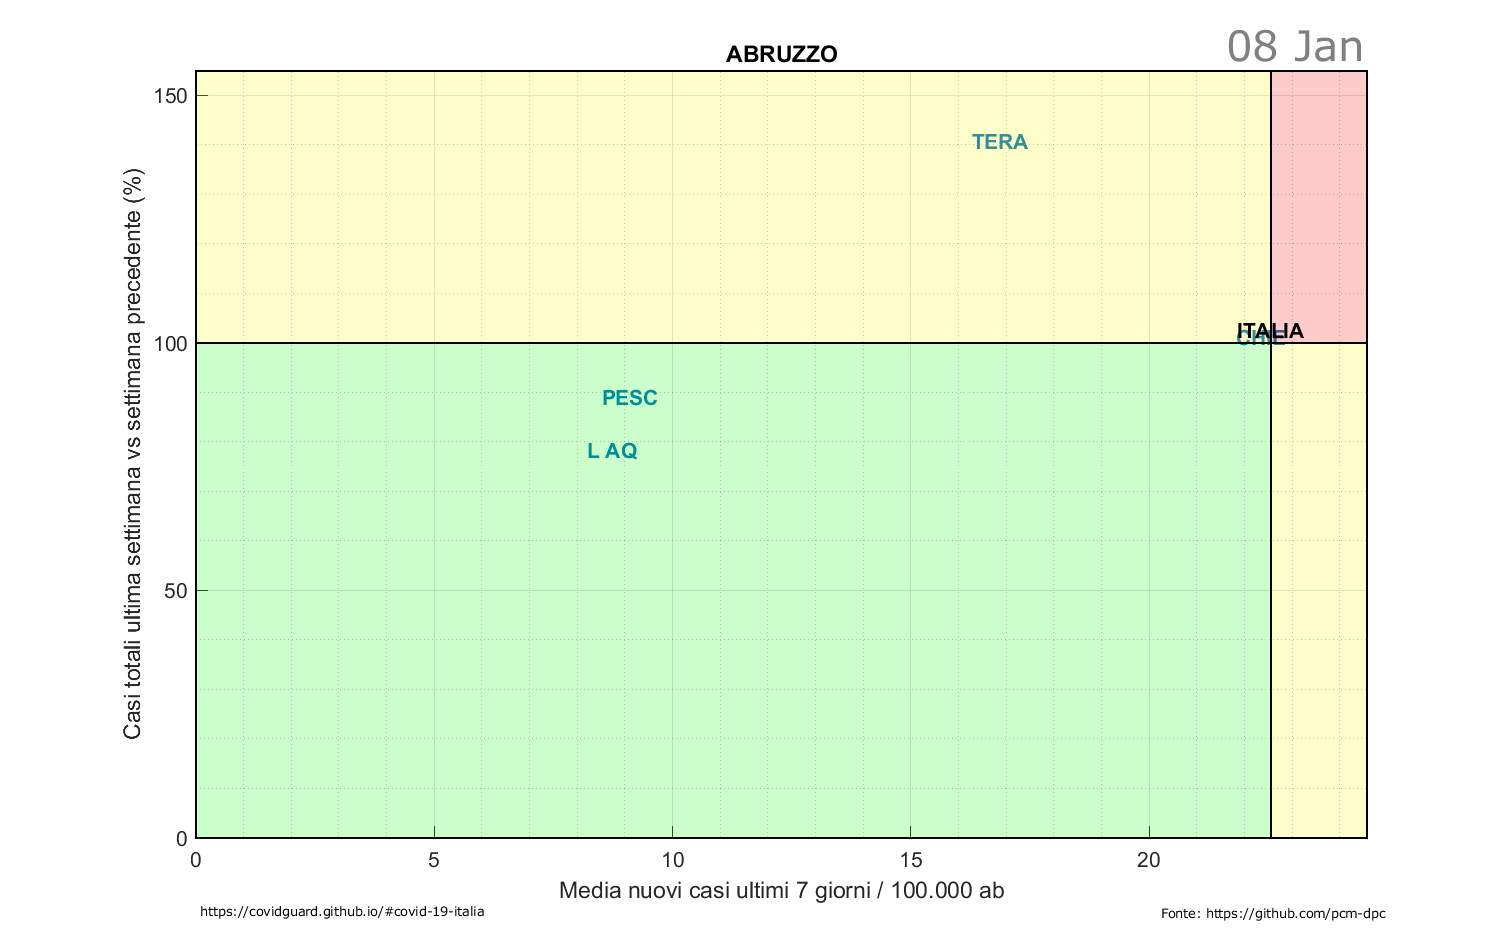 08 Jan
ABRUZZO
150
TERA
ITALIA
CHIE
100
PESC
L AQ
50
0
0 5 10 15 20
Casi totali ultima settimana vs settimana precedente (%)
Media nuovi casi ultimi 7 giorni / 100.000 ab
https://covidguard.github.io/#covid-19-italia
Fonte: https://github.com/pcm-dpc